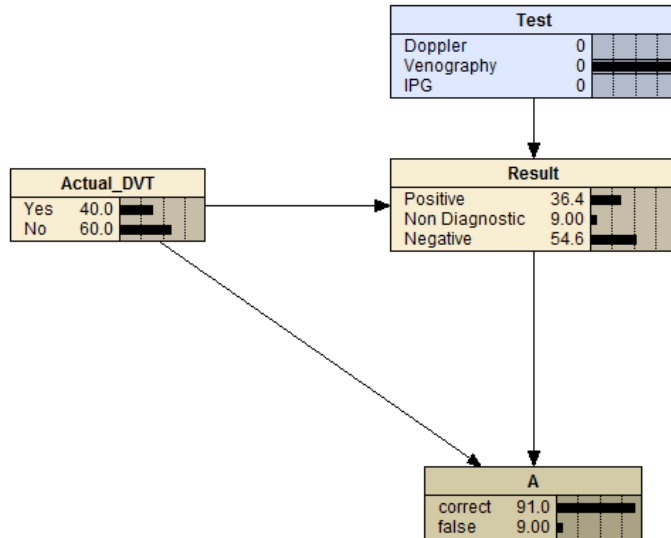 Test
Doppler 0
Venography 0
IPG 0
Actual_DVT
Yes 40.0
No 60.0
Result
Positive 36.4
Non Diagnostic 9.00
Negative 54.6
A
correct 91.0
false 9.00